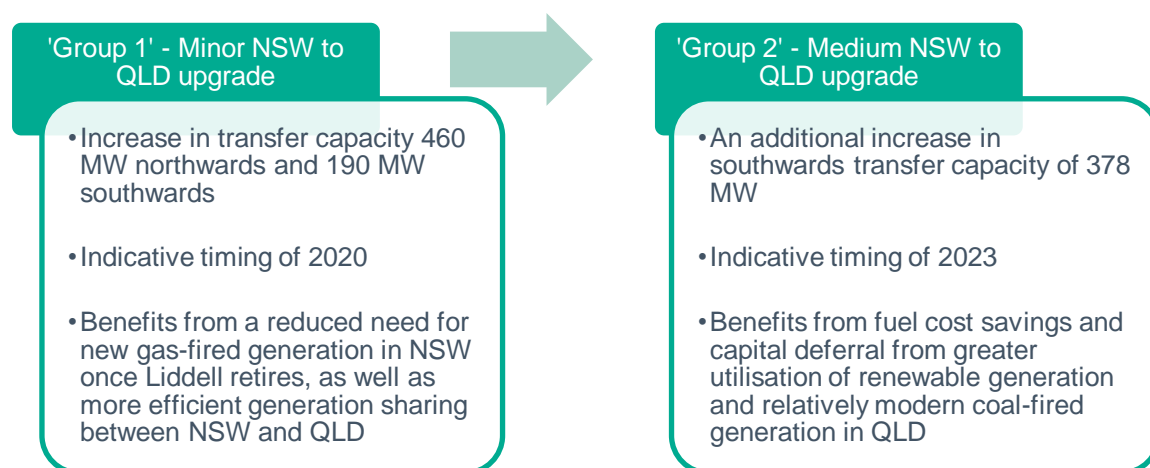 'Group 1' - Minor NSW to
QLD upgrade
•Increase in transfer capacity 460
MW northwards and 190 MW
southwards
•Indicative timing of 2020
•Benefits from a reduced need for
new gas-fired generation in NSW
once Liddell retires, as well as
more efficient generation sharing
between NSW and QLD
'Group 2' - Medium NSW to
QLD upgrade
•An additional increase in
southwards transfer capacity of 378
MW
•Indicative timing of 2023
•Benefits from fuel cost savings and
capital deferral from greater
utilisation of renewable generation
and relatively modern coal-fired
generation in QLD